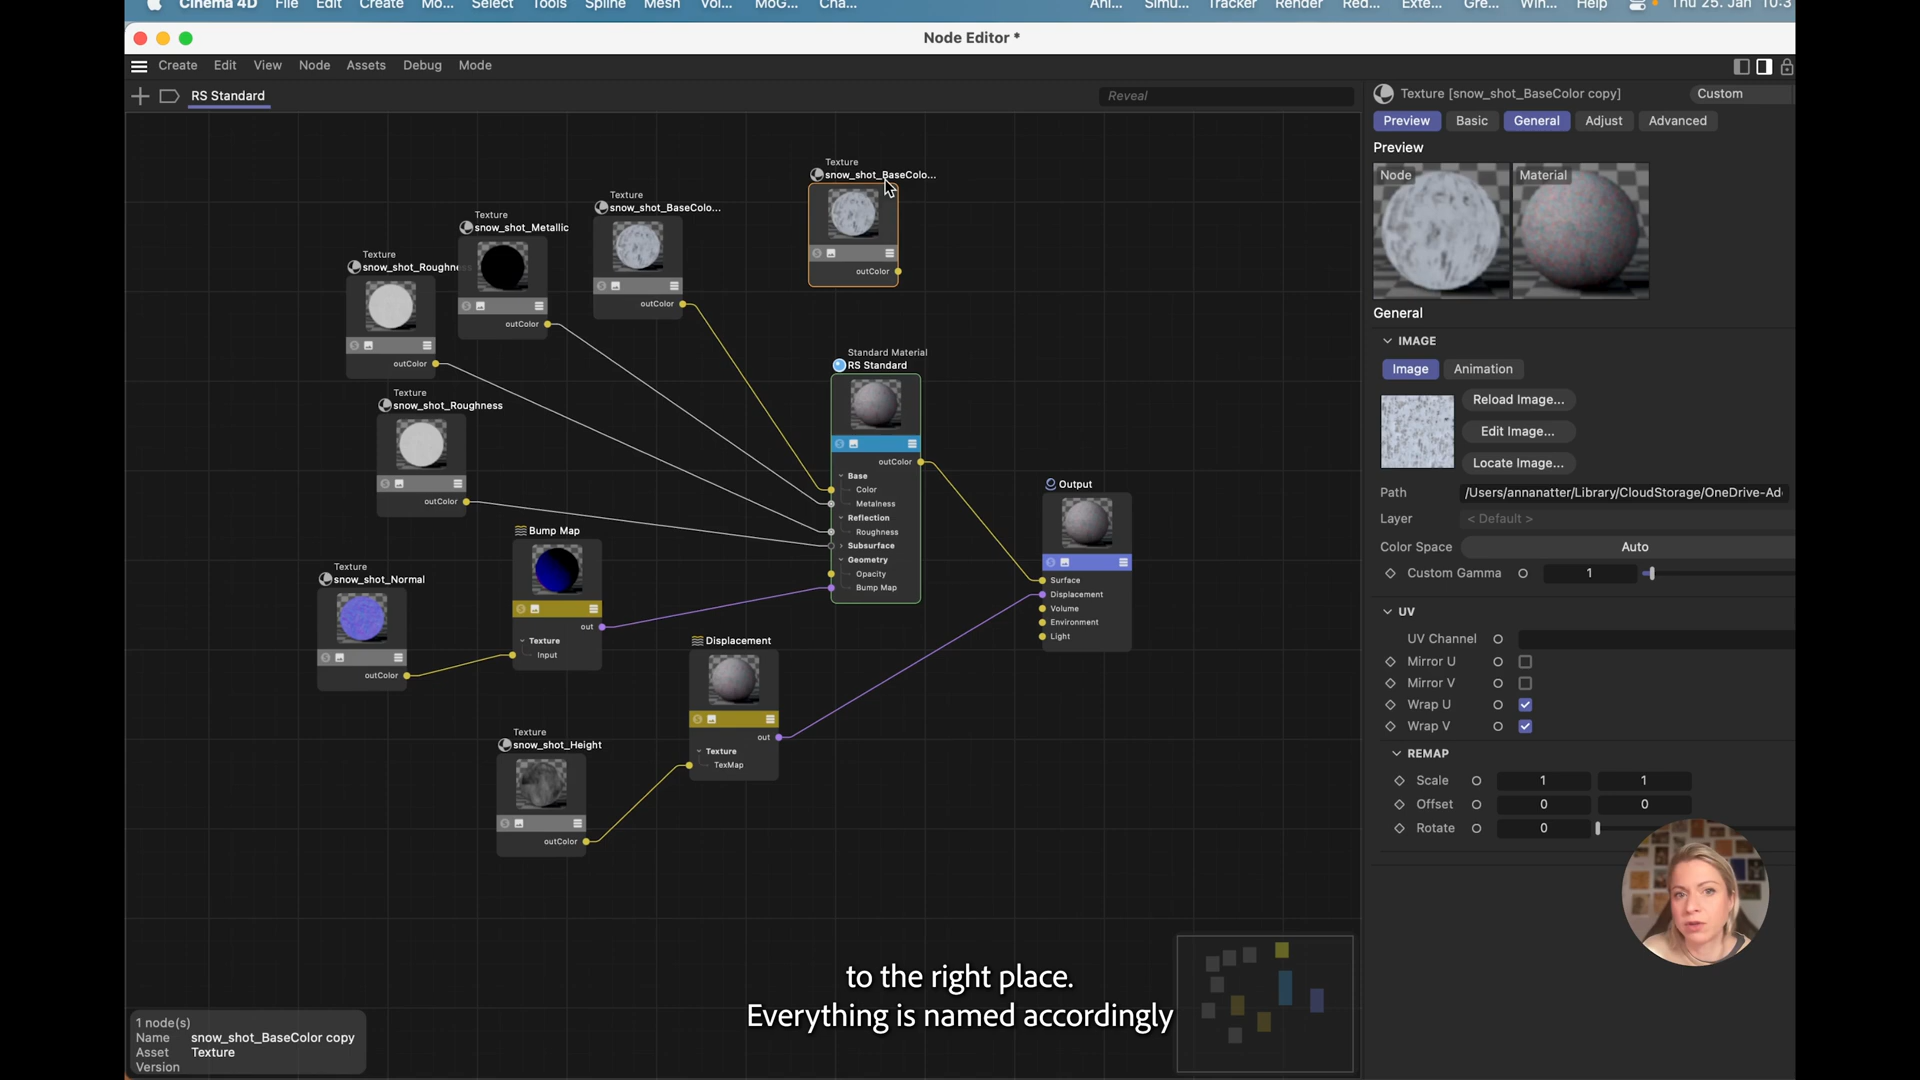 Cinema 4D File Edit Create Mo... Select Tools Spline Mesh Vol... MoG... Cha... Ani... Simu... Tracker Render Red... Exte... Gre... Win... Help Thu 25. Jan 10:3
Node Editor *
Create Edit View Node Assets Debug Mode
RS Standard
Reveal
Texture
snow_shot_BaseColo...
outColor
Texture
snow_shot_BaseColo...
outColor
Texture
snow_shot_Metallic
outColor
Texture
snow_shot_Roughne
outColor
Texture
snow_shot_Roughness
outColor
Standard Material
RS Standard
outColor
Base
Color
Metalness
Reflection
Roughness
Subsurface
Geometry
Opacity
Bump Map
Output
Surface
Displacement
Volume
Environment
Light
Bump Map
out
Texture
Input
Texture
snow_shot_Normal
outColor
Displacement
out
Texture
TexMap
Texture
snow_shot_Height
outColor
Texture [snow_shot_BaseColor copy] Custom
Preview Basic General Adjust Advanced
Preview
Node Material
General
IMAGE
Image Animation
Reload Image...
Edit Image...
Locate Image...
Path /Users/annanatter/Library/CloudStorage/OneDrive-Ad
Layer < Default >
Color Space Auto
Custom Gamma 1
UV
UV Channel
Mirror U
Mirror V
Wrap U
Wrap V
REMAP
Scale 1 1
Offset 0 0
Rotate 0
to the right place.
Everything is named accordingly
1 node(s)
Name snow_shot_BaseColor copy
Asset Texture
Version